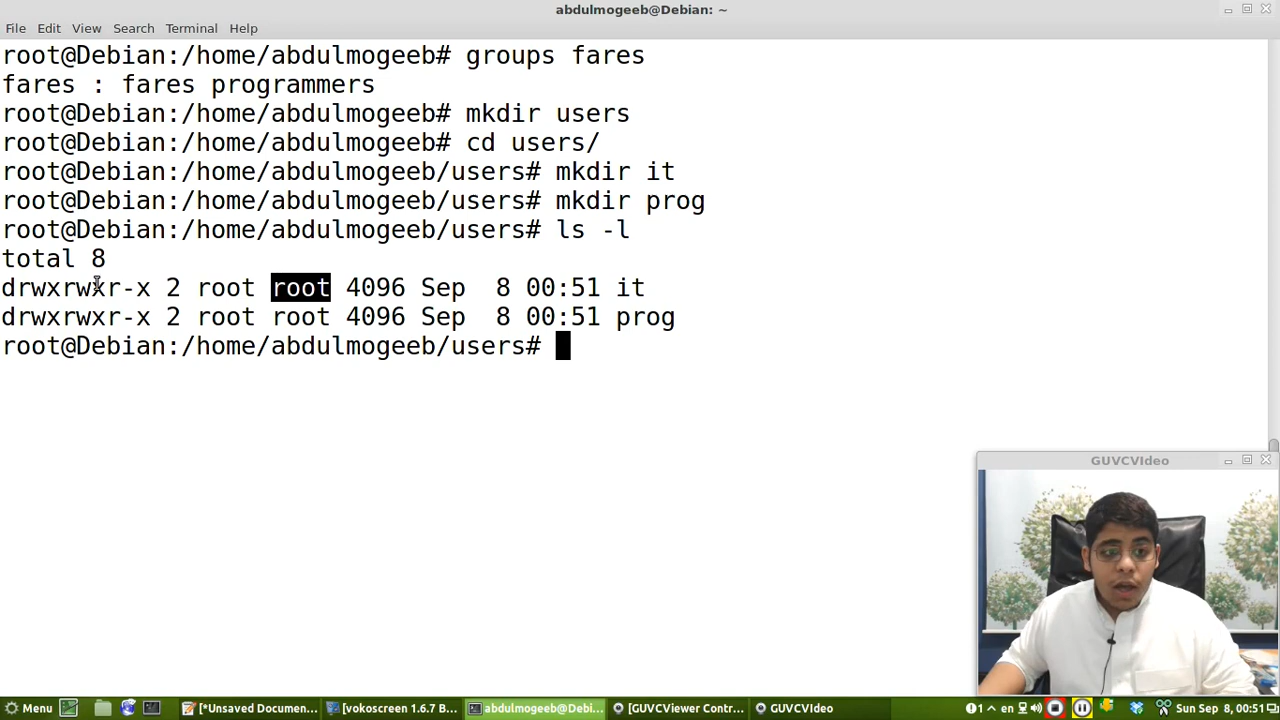 abdulmogeeb@Debian: ~
File Edit View Search Terminal Help
root@Debian:/home/abdulmogeeb# groups fares
fares : fares programmers
root@Debian:/home/abdulmogeeb# mkdir users
root@Debian:/home/abdulmogeeb# cd users/
root@Debian:/home/abdulmogeeb/users# mkdir it
root@Debian:/home/abdulmogeeb/users# mkdir prog
root@Debian:/home/abdulmogeeb/users# ls -l
total 8
drwxrwxr-x 2 root root 4096 Sep  8 00:51 it
drwxrwxr-x 2 root root 4096 Sep  8 00:51 prog
root@Debian:/home/abdulmogeeb/users#
GUVCVIdeo
Menu [*Unsaved Documen... [vokoscreen 1.6.7 B... abdulmogeeb@Debi... [GUVCViewer Contr... GUVCVIdeo 1 en Sun Sep 8, 00:51